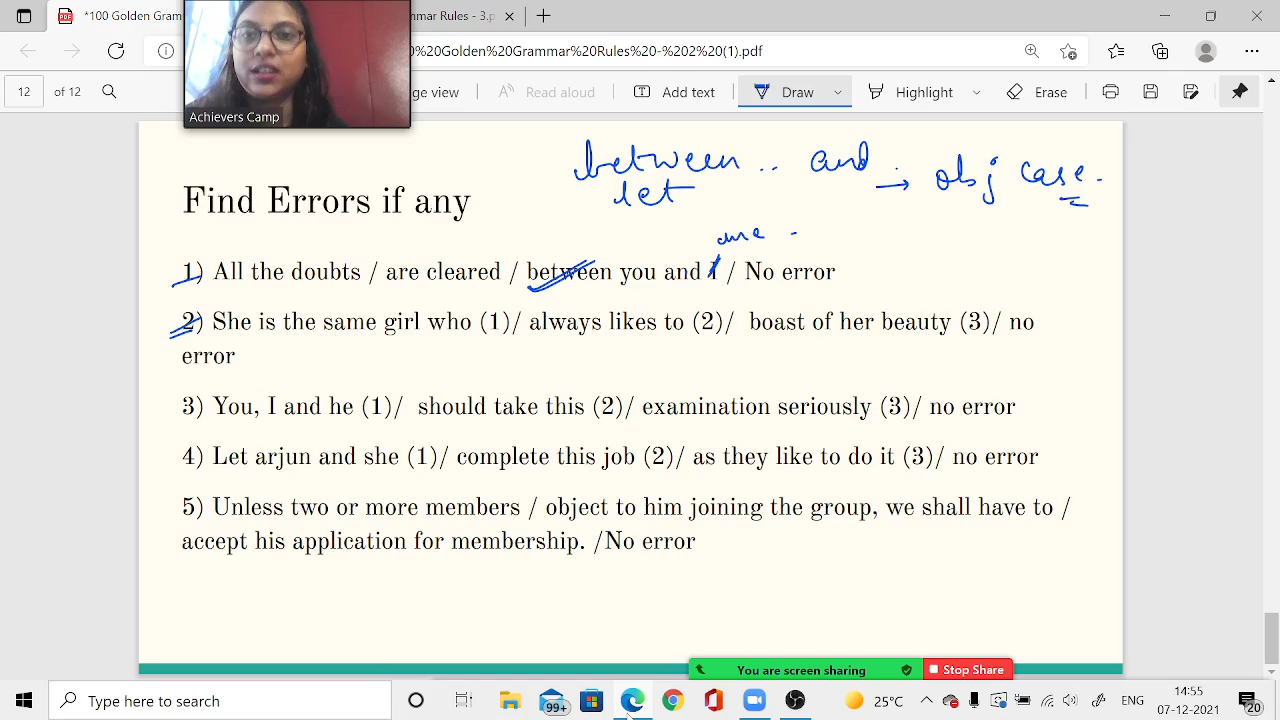 *100 Golden Gram
mar Rules - 3.p
%20Golden%20Grammar%20Rules%20-%202%20(1).pdf
12 of 12
ge view
Read aloud
Add text
Draw
Highlight
Erase
Achievers Camp
between .. and → obj case.
let
Find Errors if any
me
1) All the doubts / are cleared / between you and I / No error
2) She is the same girl who (1)/ always likes to (2)/ boast of her beauty (3)/ no
error
3) You, I and he (1)/ should take this (2)/ examination seriously (3)/ no error
4) Let arjun and she (1)/ complete this job (2)/ as they like to do it (3)/ no error
5) Unless two or more members / object to him joining the group, we shall have to /
accept his application for membership. /No error
You are screen sharing
Stop Share
Type here to search
99+
25°C
ENG
14:55
07-12-2021
20